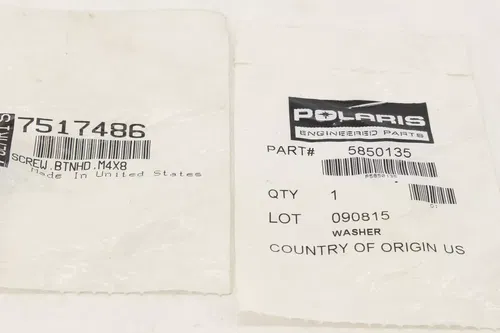 POLARIS
7517486
SCREW.BTNHD.M4X8
Made In United States
POLARIS
ENGINEERED PARTS
PART# 5850135
QTY 1
LOT 090815
WASHER
COUNTRY OF ORIGIN US